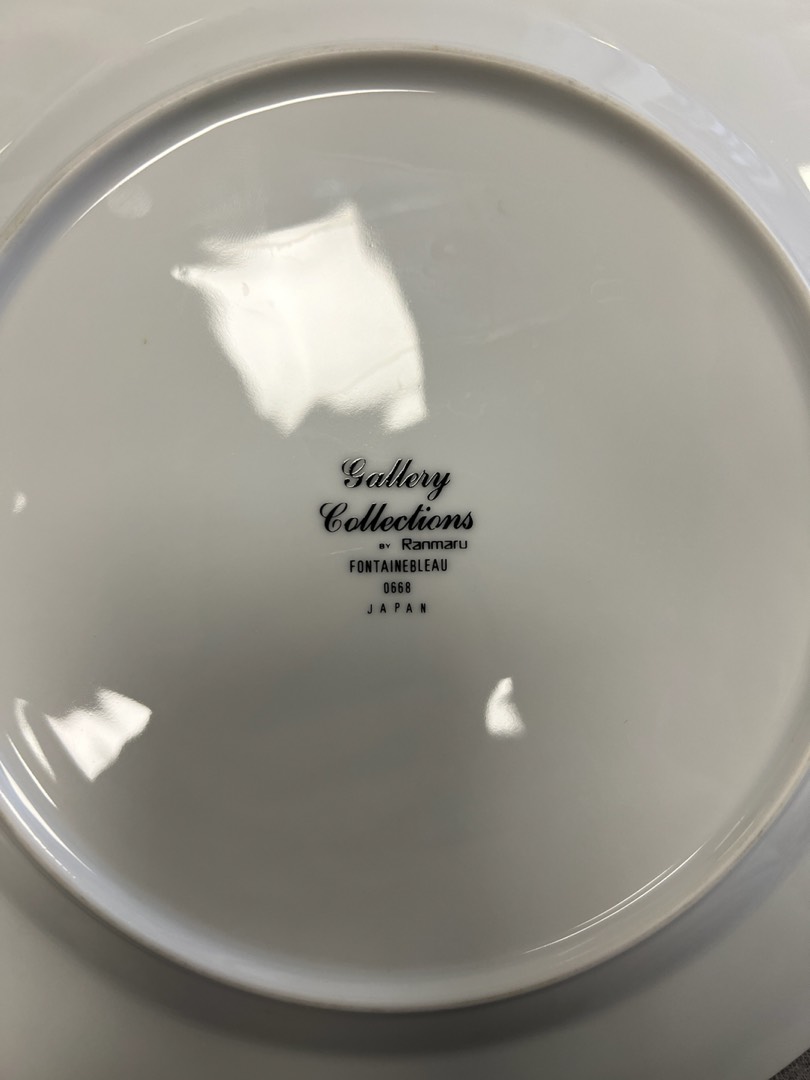 Gallery
Collections
BY Ranmaru
FONTAINEBLEAU
0668
JAPAN